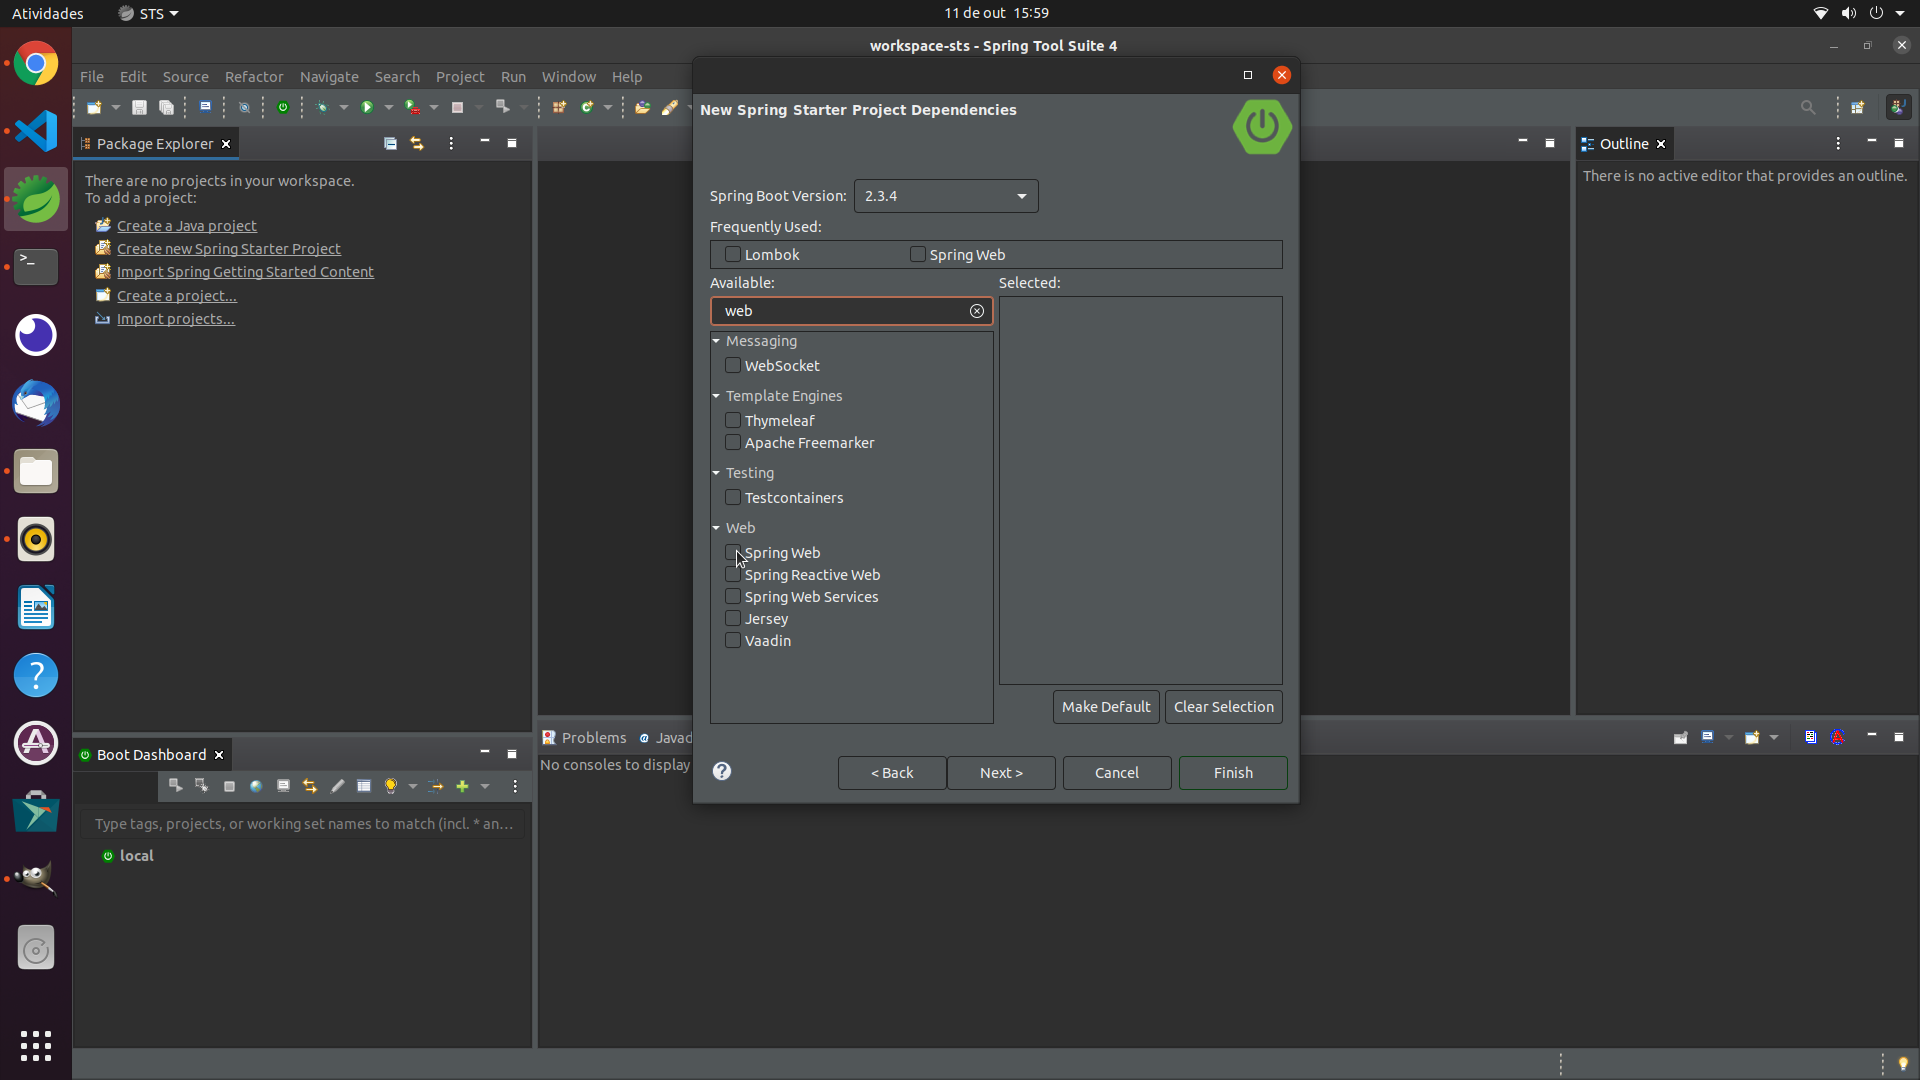 Atividades
STS
11 de out 15:59
workspace-sts - Spring Tool Suite 4
File Edit Source Refactor Navigate Search Project Run Window Help
Package Explorer
There are no projects in your workspace.
To add a project:
Create a Java project
Create new Spring Starter Project
Import Spring Getting Started Content
Create a project...
Import projects...
New Spring Starter Project Dependencies
Spring Boot Version: 2.3.4
Frequently Used:
Lombok Spring Web
Available: Selected:
web
Messaging
WebSocket
Template Engines
Thymeleaf
Apache Freemarker
Testing
Testcontainers
Web
Spring Web
Spring Reactive Web
Spring Web Services
Jersey
Vaadin
Make Default Clear Selection
< Back Next > Cancel Finish
Outline
There is no active editor that provides an outline.
Boot Dashboard
Type tags, projects, or working set names to match (incl. * an...
local
Problems @ Javad
No consoles to display